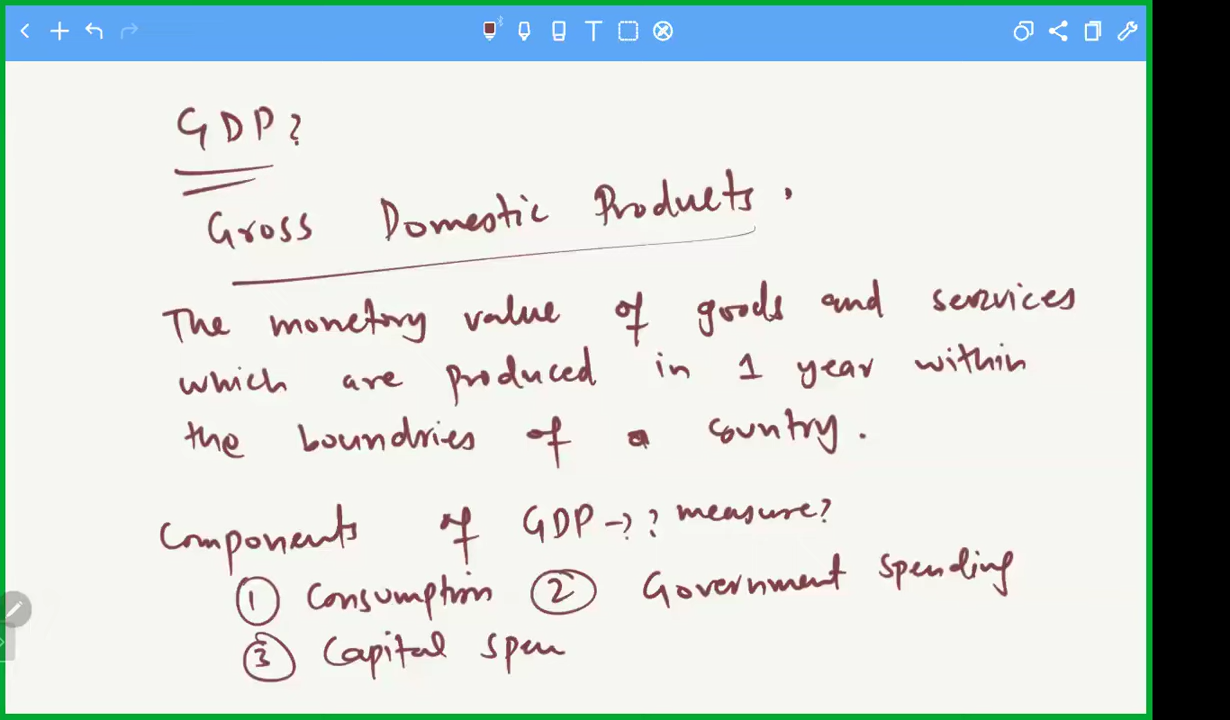 GDP?
Gross Domestic Products.
The monetory value of goods and services
which are produced in 1 year within
the boundries of a country.
Components of GDP →? ? measure?
① Consumption ② Government spending
③ Capital spen